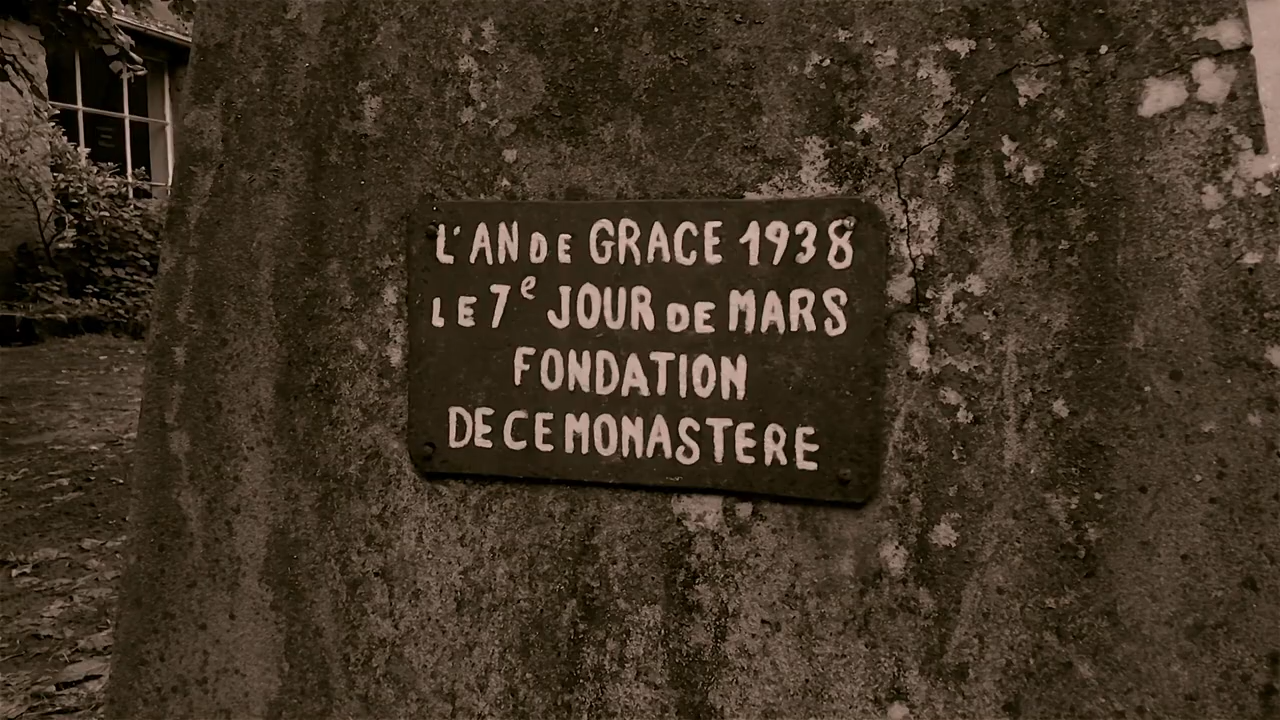 L'AN DE GRACE 1938
LE 7e JOUR DE MARS
FONDATION
DE CE MONASTERE